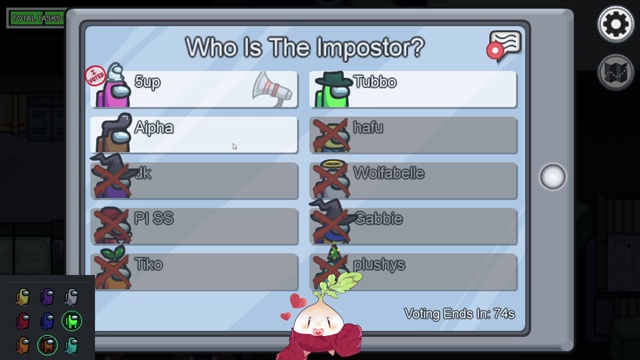 TOTAL TASKS
Who Is The Impostor?
I VOTED
5up
Tubbo
Aipha
hafu
jk
Wolfabelle
PI SS
Gabbie
Tiko
plushys
Voting Ends In: 74s